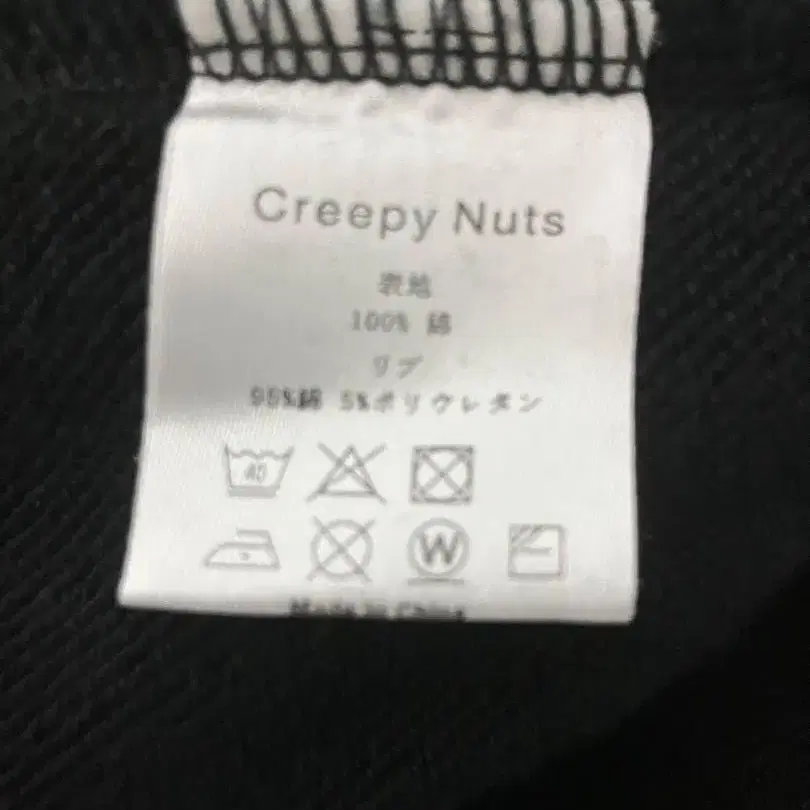 Creepy Nuts
表地
100% 綿
リブ
95%綿 5%ポリウレタン
40
W
Made in China